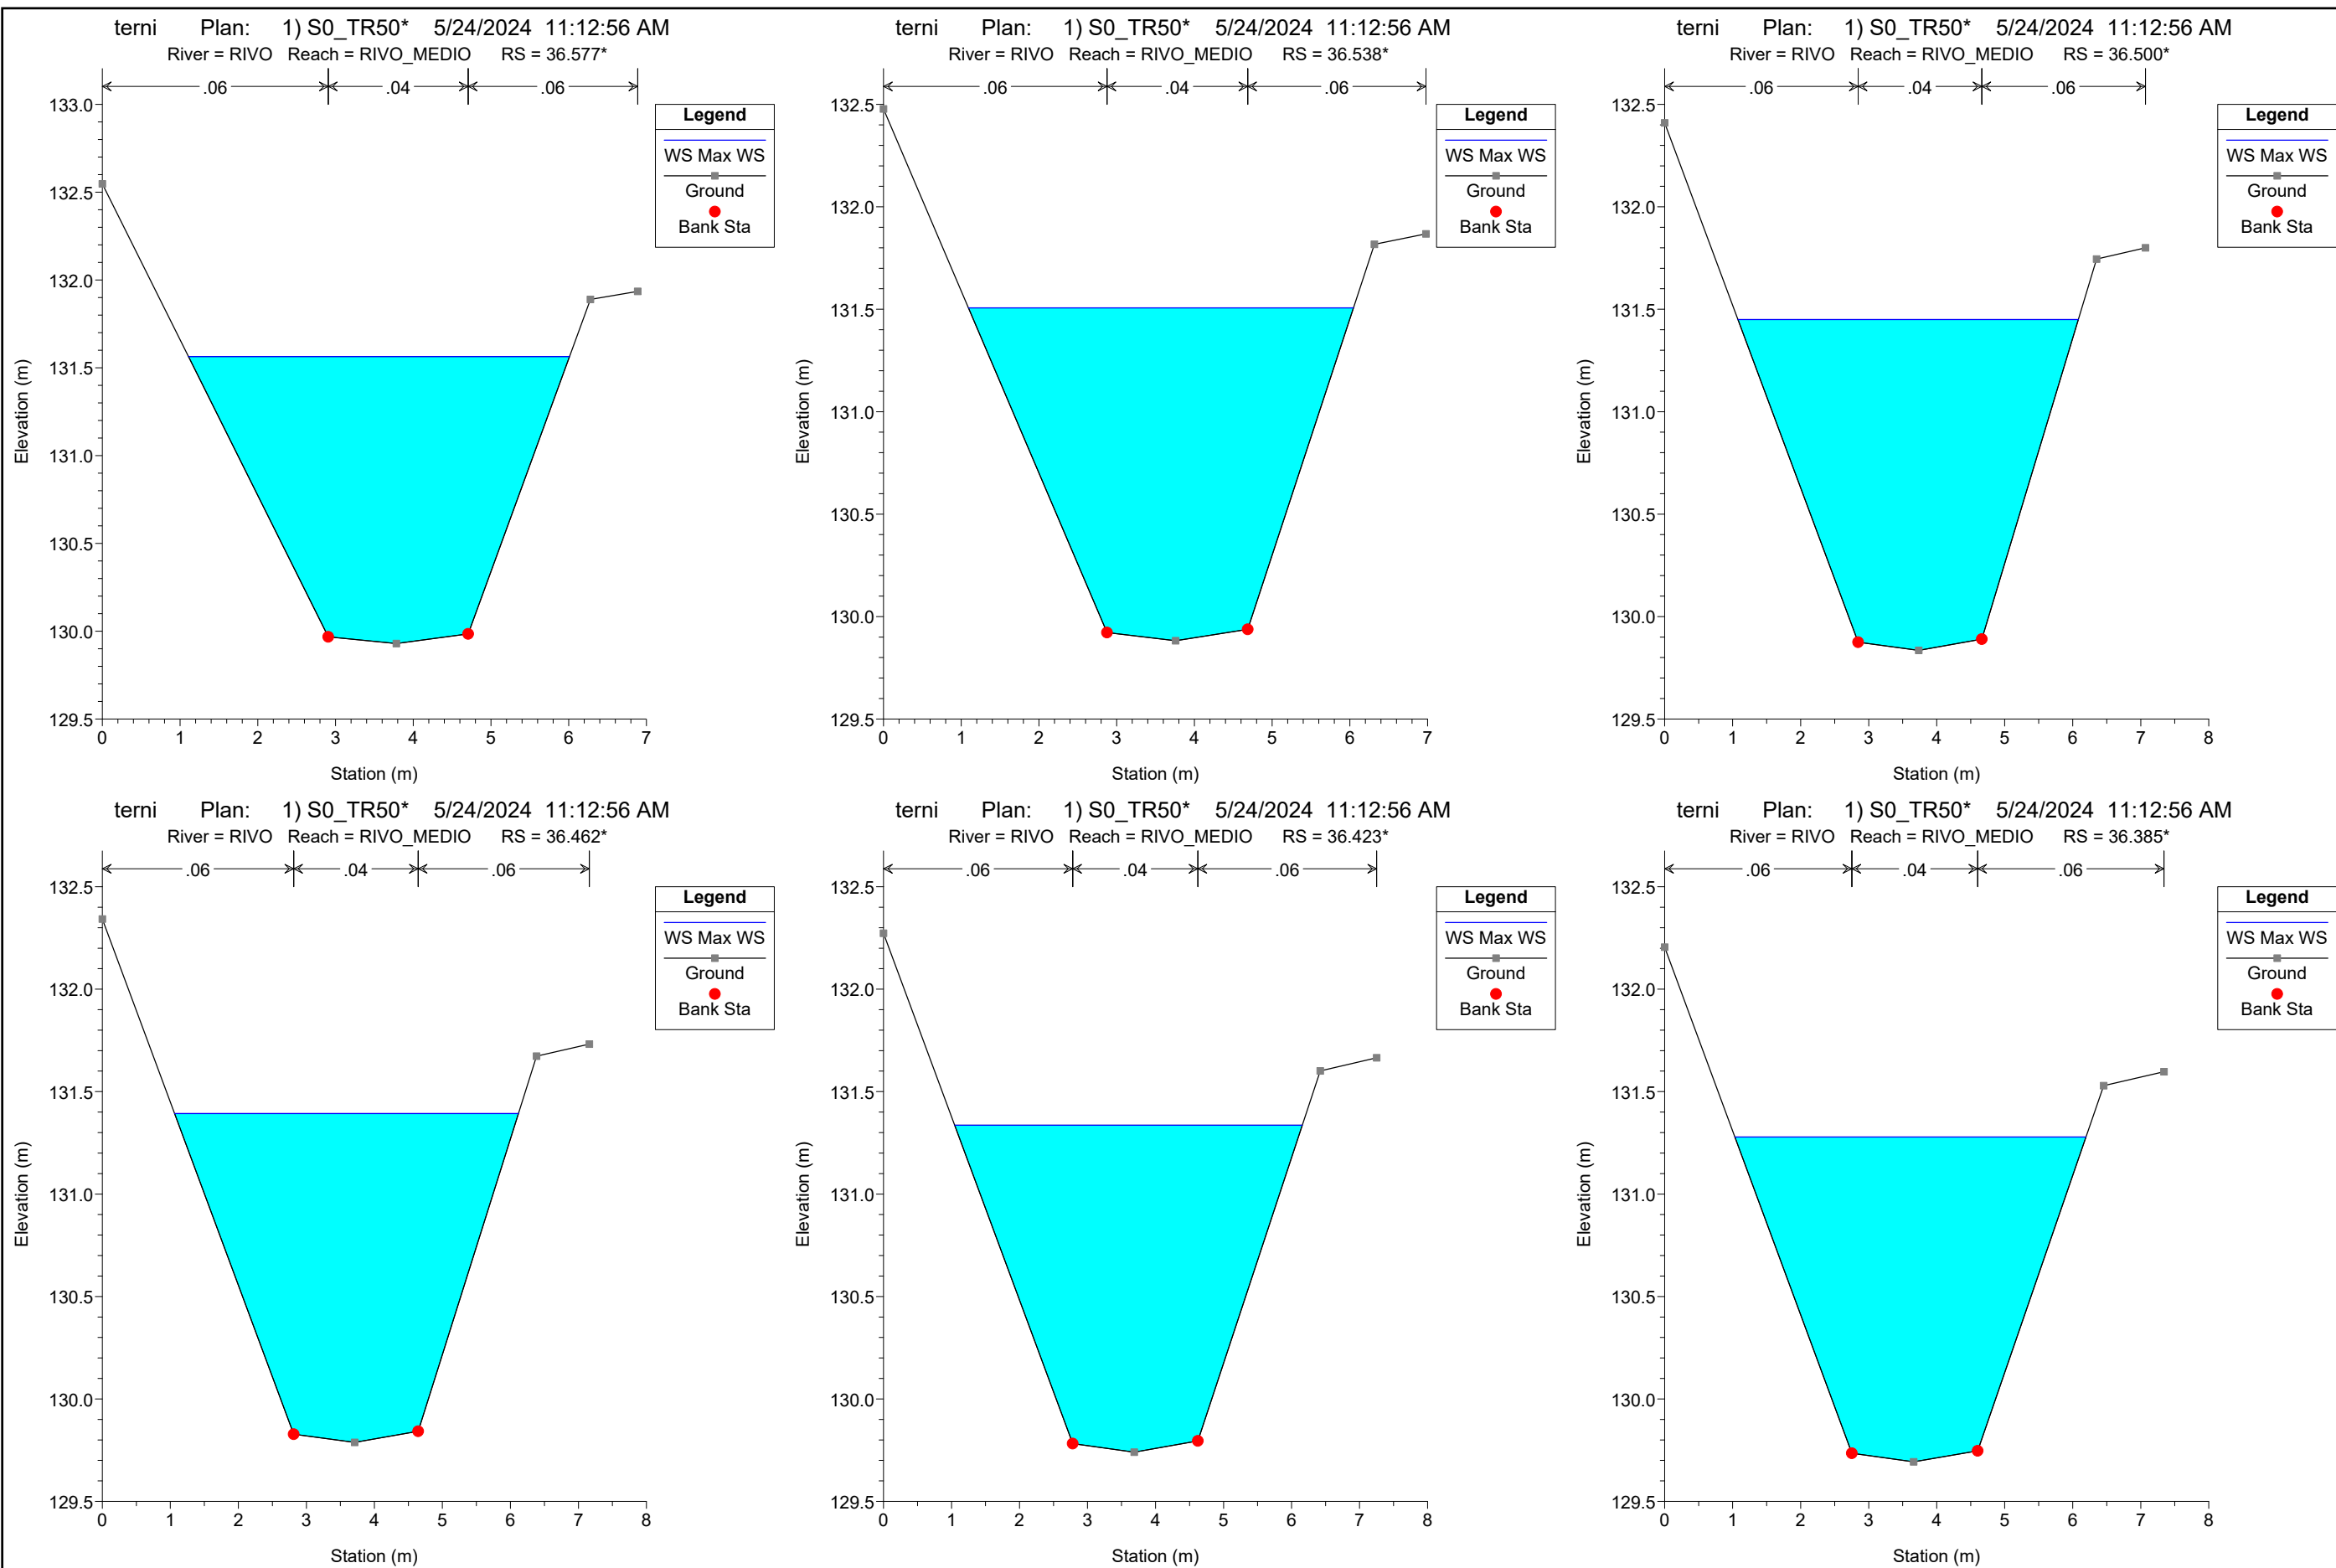 terni Plan: 1) S0_TR50* 5/24/2024 11:12:56 AM
River = RIVO Reach = RIVO_MEDIO RS = 36.577*
.06 .04 .06
Legend
WS Max WS
Ground
Bank Sta
133.0
132.5
132.0
131.5
131.0
130.5
130.0
129.5
Elevation (m)
0 1 2 3 4 5 6 7
Station (m)
terni Plan: 1) S0_TR50* 5/24/2024 11:12:56 AM
River = RIVO Reach = RIVO_MEDIO RS = 36.538*
.06 .04 .06
Legend
WS Max WS
Ground
Bank Sta
132.5
132.0
131.5
131.0
130.5
130.0
129.5
Elevation (m)
0 1 2 3 4 5 6 7
Station (m)
terni Plan: 1) S0_TR50* 5/24/2024 11:12:56 AM
River = RIVO Reach = RIVO_MEDIO RS = 36.500*
.06 .04 .06
Legend
WS Max WS
Ground
Bank Sta
132.5
132.0
131.5
131.0
130.5
130.0
129.5
Elevation (m)
0 1 2 3 4 5 6 7 8
Station (m)
terni Plan: 1) S0_TR50* 5/24/2024 11:12:56 AM
River = RIVO Reach = RIVO_MEDIO RS = 36.462*
.06 .04 .06
Legend
WS Max WS
Ground
Bank Sta
132.5
132.0
131.5
131.0
130.5
130.0
129.5
Elevation (m)
0 1 2 3 4 5 6 7 8
Station (m)
terni Plan: 1) S0_TR50* 5/24/2024 11:12:56 AM
River = RIVO Reach = RIVO_MEDIO RS = 36.423*
.06 .04 .06
Legend
WS Max WS
Ground
Bank Sta
132.5
132.0
131.5
131.0
130.5
130.0
129.5
Elevation (m)
0 1 2 3 4 5 6 7 8
Station (m)
terni Plan: 1) S0_TR50* 5/24/2024 11:12:56 AM
River = RIVO Reach = RIVO_MEDIO RS = 36.385*
.06 .04 .06
Legend
WS Max WS
Ground
Bank Sta
132.5
132.0
131.5
131.0
130.5
130.0
129.5
Elevation (m)
0 1 2 3 4 5 6 7 8
Station (m)